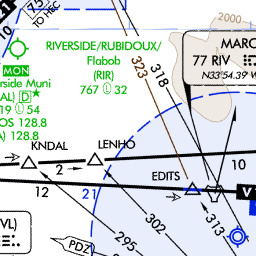 TO HEC
2000
RIVERSIDE/RUBIDOUX/
Flabob
(RIR)
767 Ⓛ 32
323
318
MARC
77 RIV
N33°54.39 W
MON
rside Muni
AL) D★
19 Ⓛ 54
OS 128.8
A) 128.8
KNDAL
LENHO
2
10
EDITS
12
21
V
302
313
295
VL)
PDZ